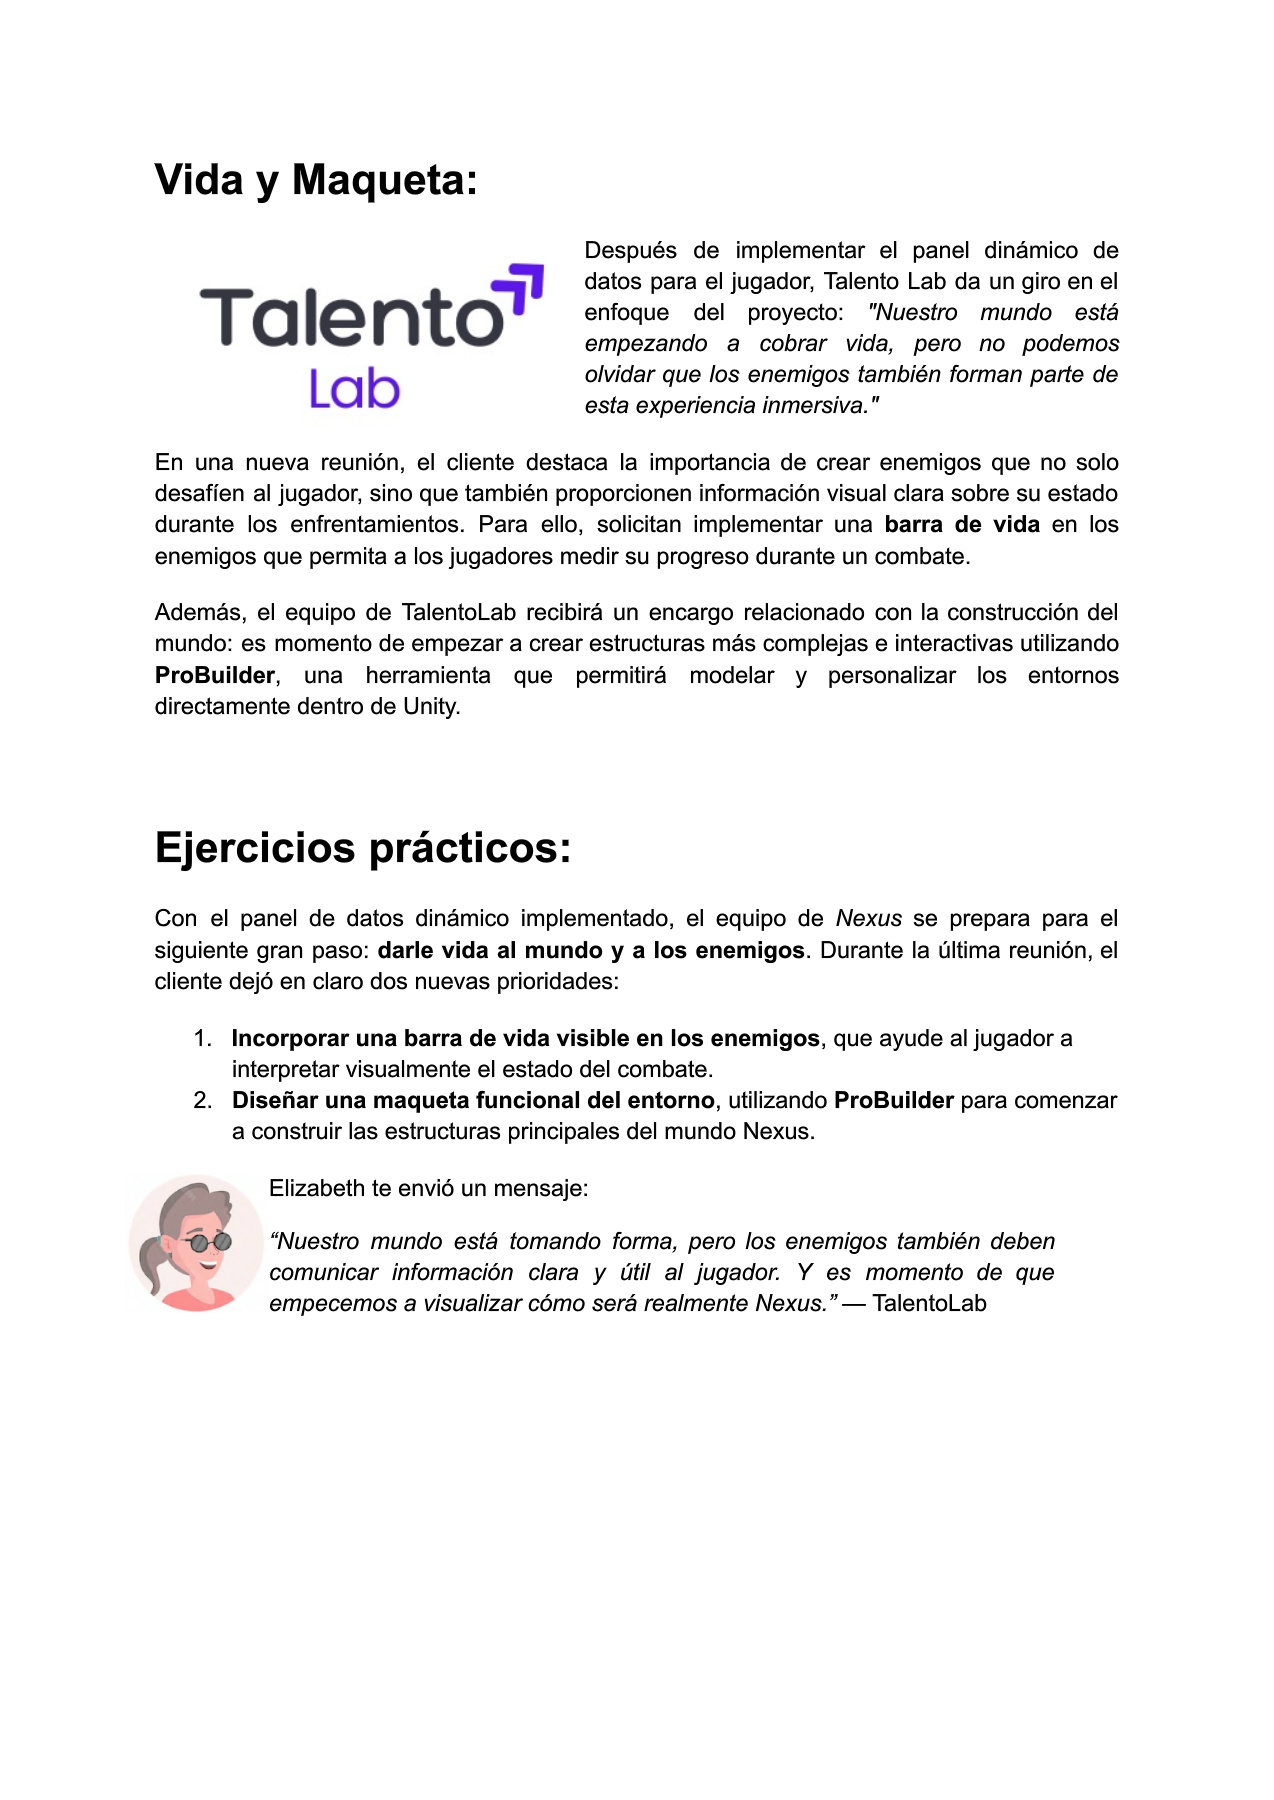 Vida y Maqueta:
Talento
Lab
Después de implementar el panel dinámico de
datos para el jugador, Talento Lab da un giro en el
enfoque del proyecto: "Nuestro mundo está
empezando a cobrar vida, pero no podemos
olvidar que los enemigos también forman parte de
esta experiencia inmersiva."
En una nueva reunión, el cliente destaca la importancia de crear enemigos que no solo
desafíen al jugador, sino que también proporcionen información visual clara sobre su estado
durante los enfrentamientos. Para ello, solicitan implementar una barra de vida en los
enemigos que permita a los jugadores medir su progreso durante un combate.
Además, el equipo de TalentoLab recibirá un encargo relacionado con la construcción del
mundo: es momento de empezar a crear estructuras más complejas e interactivas utilizando
ProBuilder, una herramienta que permitirá modelar y personalizar los entornos
directamente dentro de Unity.
Ejercicios prácticos:
Con el panel de datos dinámico implementado, el equipo de Nexus se prepara para el
siguiente gran paso: darle vida al mundo y a los enemigos. Durante la última reunión, el
cliente dejó en claro dos nuevas prioridades:
1. Incorporar una barra de vida visible en los enemigos, que ayude al jugador a
interpretar visualmente el estado del combate.
2. Diseñar una maqueta funcional del entorno, utilizando ProBuilder para comenzar
a construir las estructuras principales del mundo Nexus.
Elizabeth te envió un mensaje:
“Nuestro mundo está tomando forma, pero los enemigos también deben
comunicar información clara y útil al jugador. Y es momento de que
empecemos a visualizar cómo será realmente Nexus.” — TalentoLab